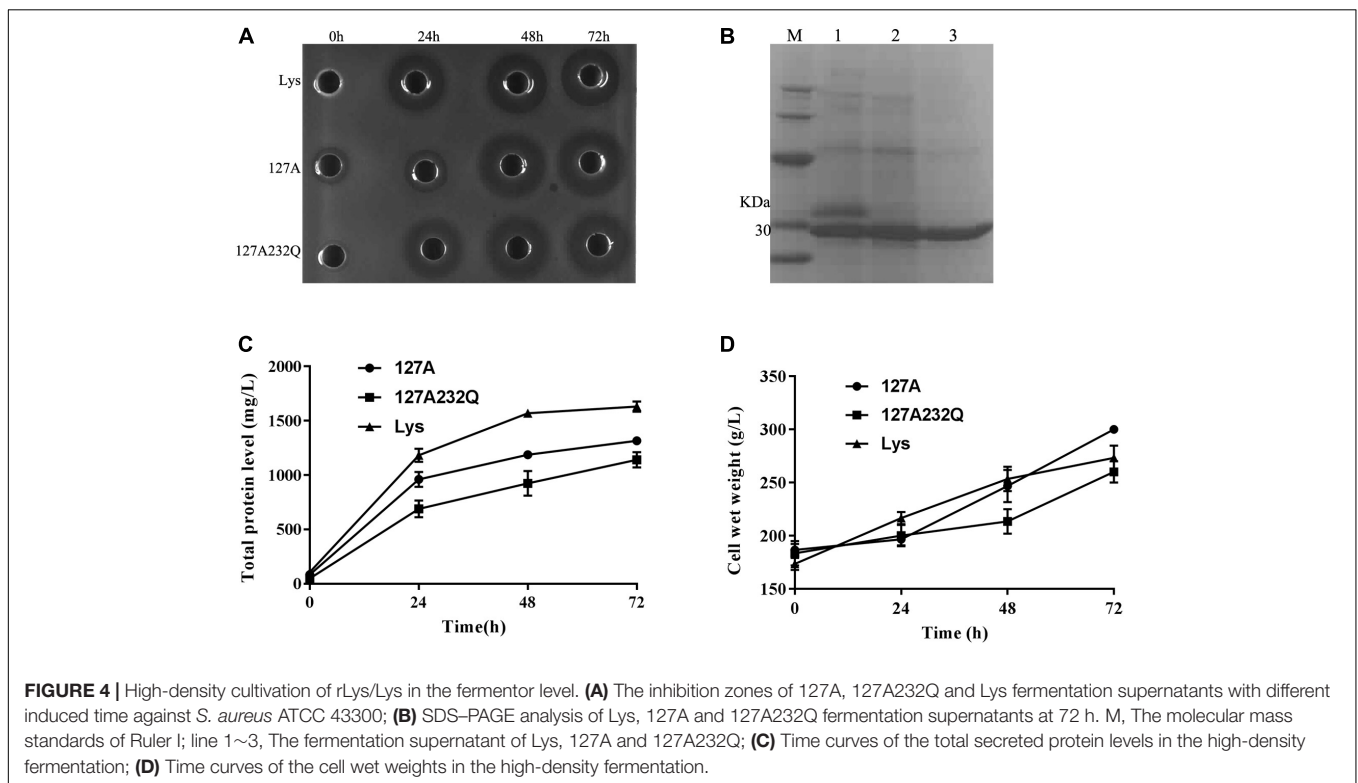 A
0h 24h 48h 72h
Lys
127A
127A232Q
B
M 1 2 3
KDa
30
C
127A
127A232Q
Lys
2000
1500
1000
500
0
Total protein level (mg/L)
0 24 48 72
Time(h)
D
127A
127A232Q
Lys
350
300
250
200
150
Cell wet weight (g/L)
0 24 48 72
Time (h)
FIGURE 4 | High-density cultivation of rLys/Lys in the fermentor level. (A) The inhibition zones of 127A, 127A232Q and Lys fermentation supernatants with different
induced time against S. aureus ATCC 43300; (B) SDS–PAGE analysis of Lys, 127A and 127A232Q fermentation supernatants at 72 h. M, The molecular mass
standards of Ruler I; line 1~3, The fermentation supernatant of Lys, 127A and 127A232Q; (C) Time curves of the total secreted protein levels in the high-density
fermentation; (D) Time curves of the cell wet weights in the high-density fermentation.